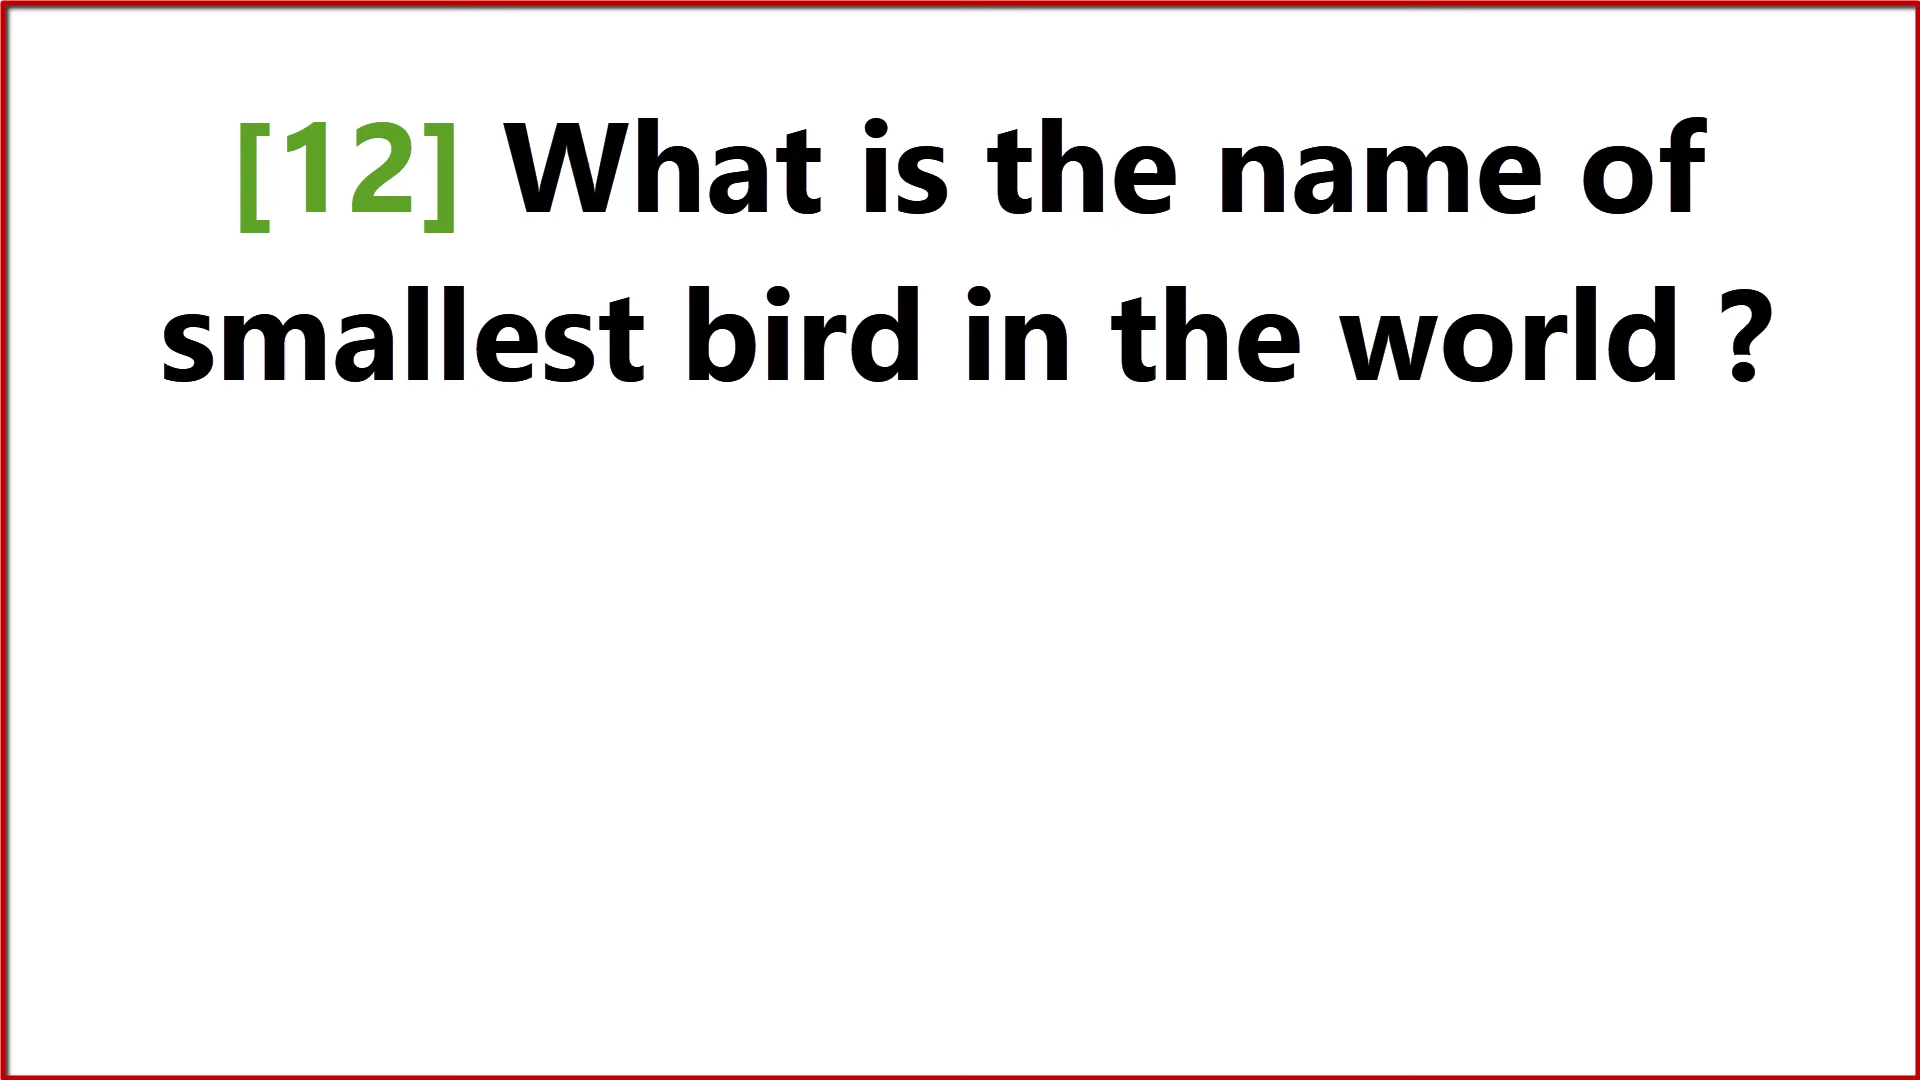 [12] What is the name of
smallest bird in the world ?